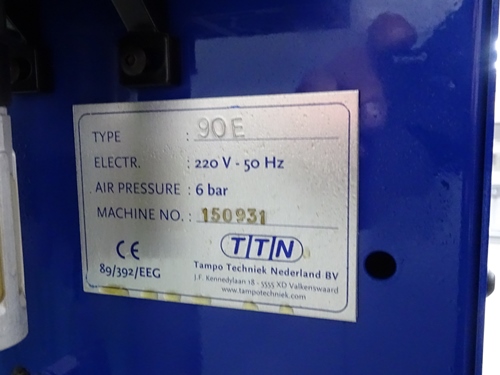 TYPE : 90E
ELECTR. : 220 V - 50 Hz
AIR PRESSURE : 6 bar
MACHINE NO. : 150931
CE
89/392/EEG
TTN
Tampo Techniek Nederland BV
J.F. Kennedylaan 18 - 5555 XD Valkenswaard
www.tampotechniek.com